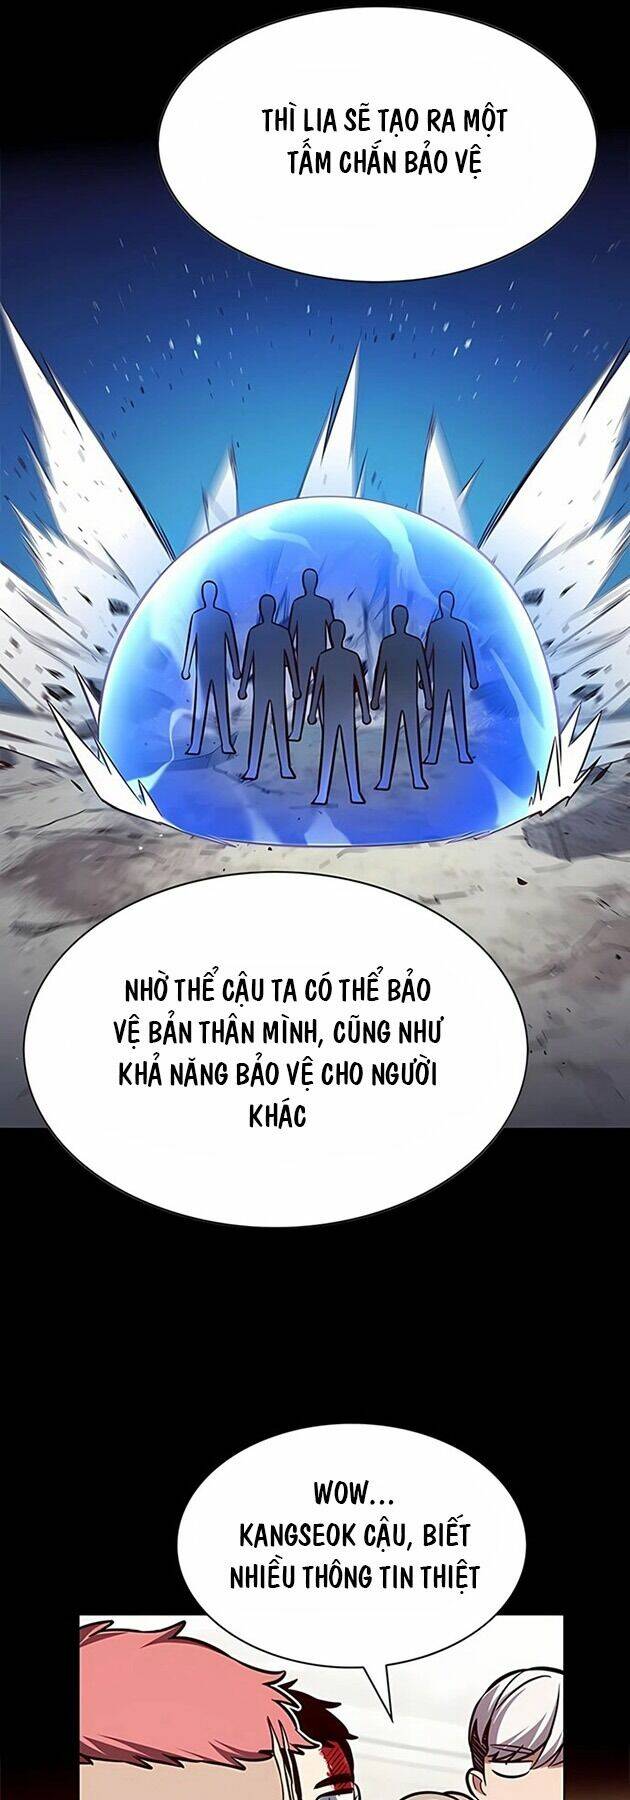 THÌ LIA SẼ TẠO RA MỘT
TẤM CHẮN BẢO VỆ
NHỜ THẾ CẬU TA CÓ THỂ BẢO
VỆ BẢN THÂN MÌNH, CŨNG NHƯ
KHẢ NĂNG BẢO VỆ CHO NGƯỜI
KHÁC
WOW...
KANGSEOK CẬU, BIẾT
NHIỀU THÔNG TIN THIỆT